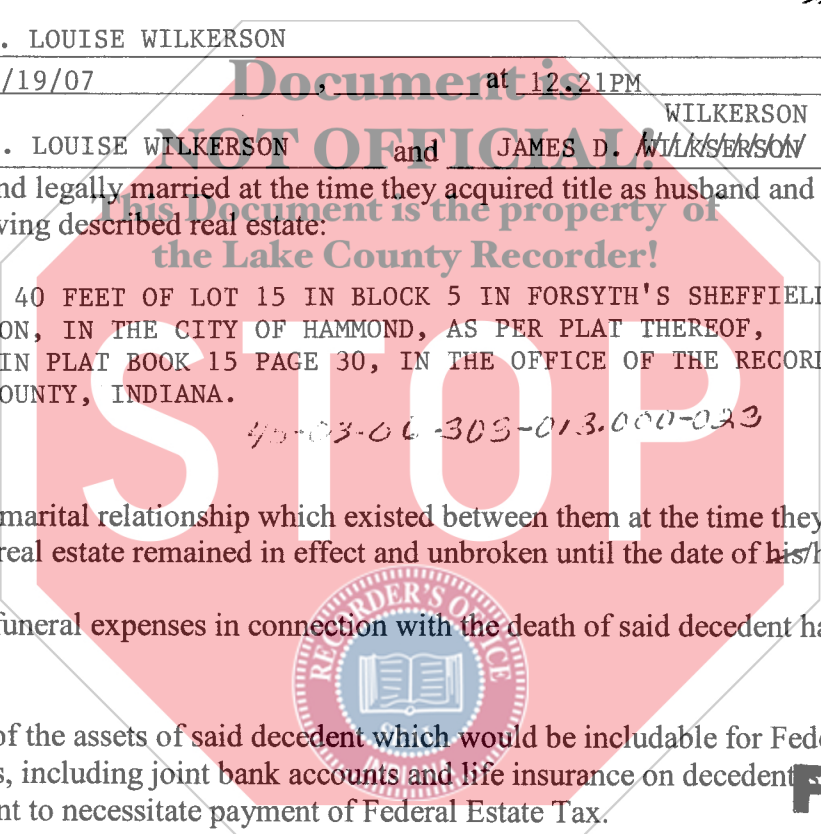 . LOUISE WILKERSON
/19/07 , at 12.21PM
WILKERSON
. LOUISE WILKERSON and JAMES D. WILKSERSON
nd legally married at the time they acquired title as husband and
ving described real estate:
40 FEET OF LOT 15 IN BLOCK 5 IN FORSYTH'S SHEFFIELD
ON, IN THE CITY OF HAMMOND, AS PER PLAT THEREOF,
IN PLAT BOOK 15 PAGE 30, IN THE OFFICE OF THE RECOR
OUNTY, INDIANA.
-03-06-303-013.000-023
marital relationship which existed between them at the time they
real estate remained in effect and unbroken until the date of his/h
funeral expenses in connection with the death of said decedent ha
of the assets of said decedent which would be includable for Fede
s, including joint bank accounts and life insurance on decedent
nt to necessitate payment of Federal Estate Tax.
Document is
NOT OFFICIAL!
This Document is the property of
the Lake County Recorder!
STOP
RECORDER'S OFFICE